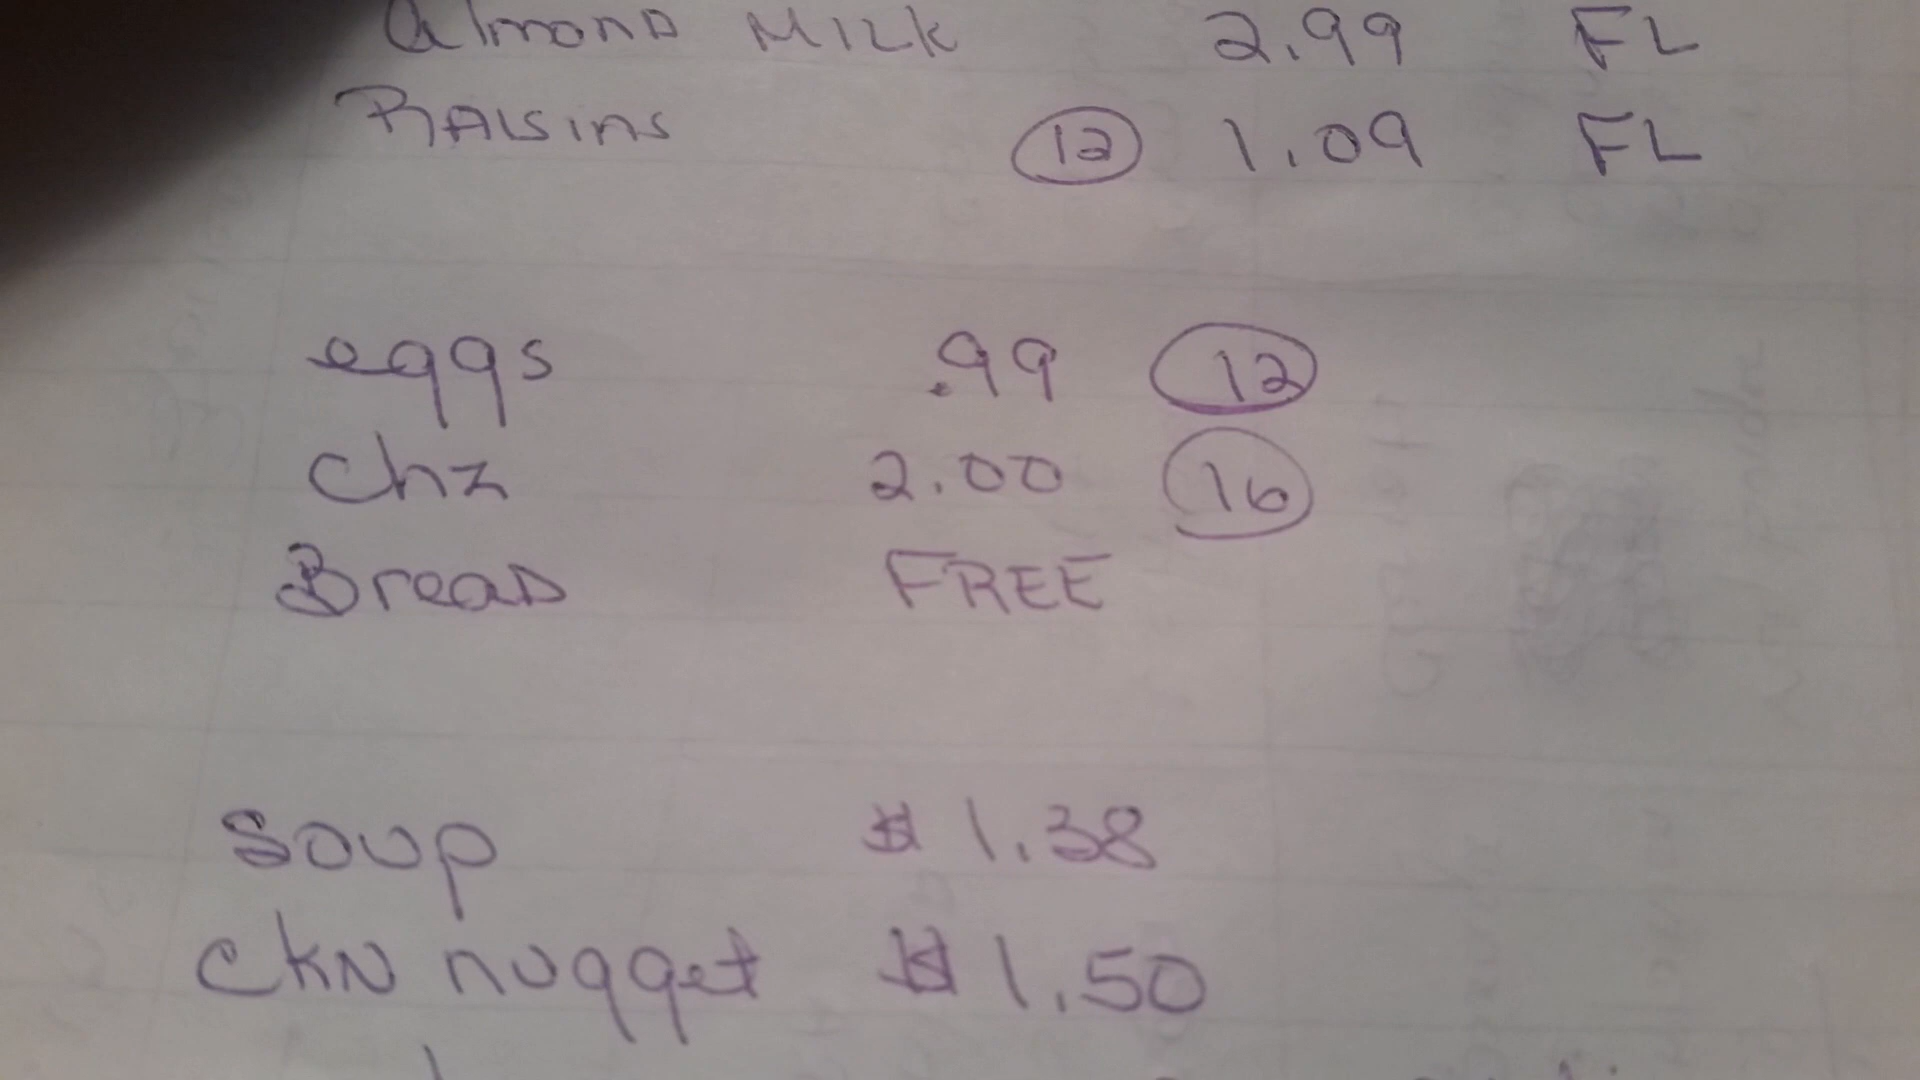 Almond MILK 2.99 FL
RAisins 12 1.09 FL
eggs .99 12
Chz 2.00 16
BreaD FREE
Soup $1.38
CKN nugget $1.50